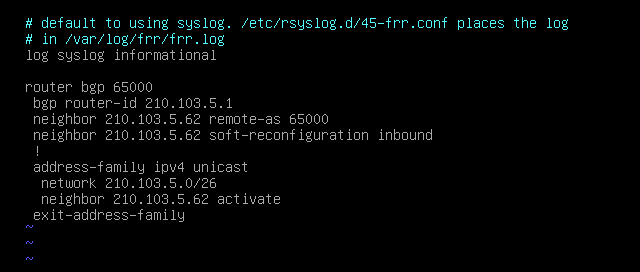 # default to using syslog. /etc/rsyslog.d/45-frr.conf places the log
# in /var/log/frr/frr.log
log syslog informational
router bgp 65000
bgp router-id 210.103.5.1
neighbor 210.103.5.62 remote-as 65000
neighbor 210.103.5.62 soft-reconfiguration inbound
!
address-family ipv4 unicast
network 210.103.5.0/26
neighbor 210.103.5.62 activate
exit-address-family
~
~
~